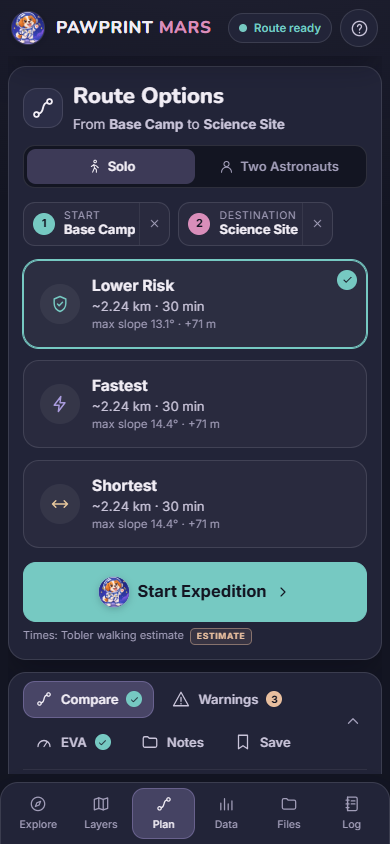 PAWPRINT MARS
Route ready
Route Options
From Base Camp to Science Site
Solo
Two Astronauts
1
START
Base Camp
2
DESTINATION
Science Site
Lower Risk
~2.24 km · 30 min
max slope 13.1° · +71 m
Fastest
~2.24 km · 30 min
max slope 14.4° · +71 m
Shortest
~2.24 km · 30 min
max slope 14.4° · +71 m
Start Expedition
Times: Tobler walking estimate ESTIMATE
Compare
Warnings 3
EVA
Notes
Save
Explore
Layers
Plan
Data
Files
Log